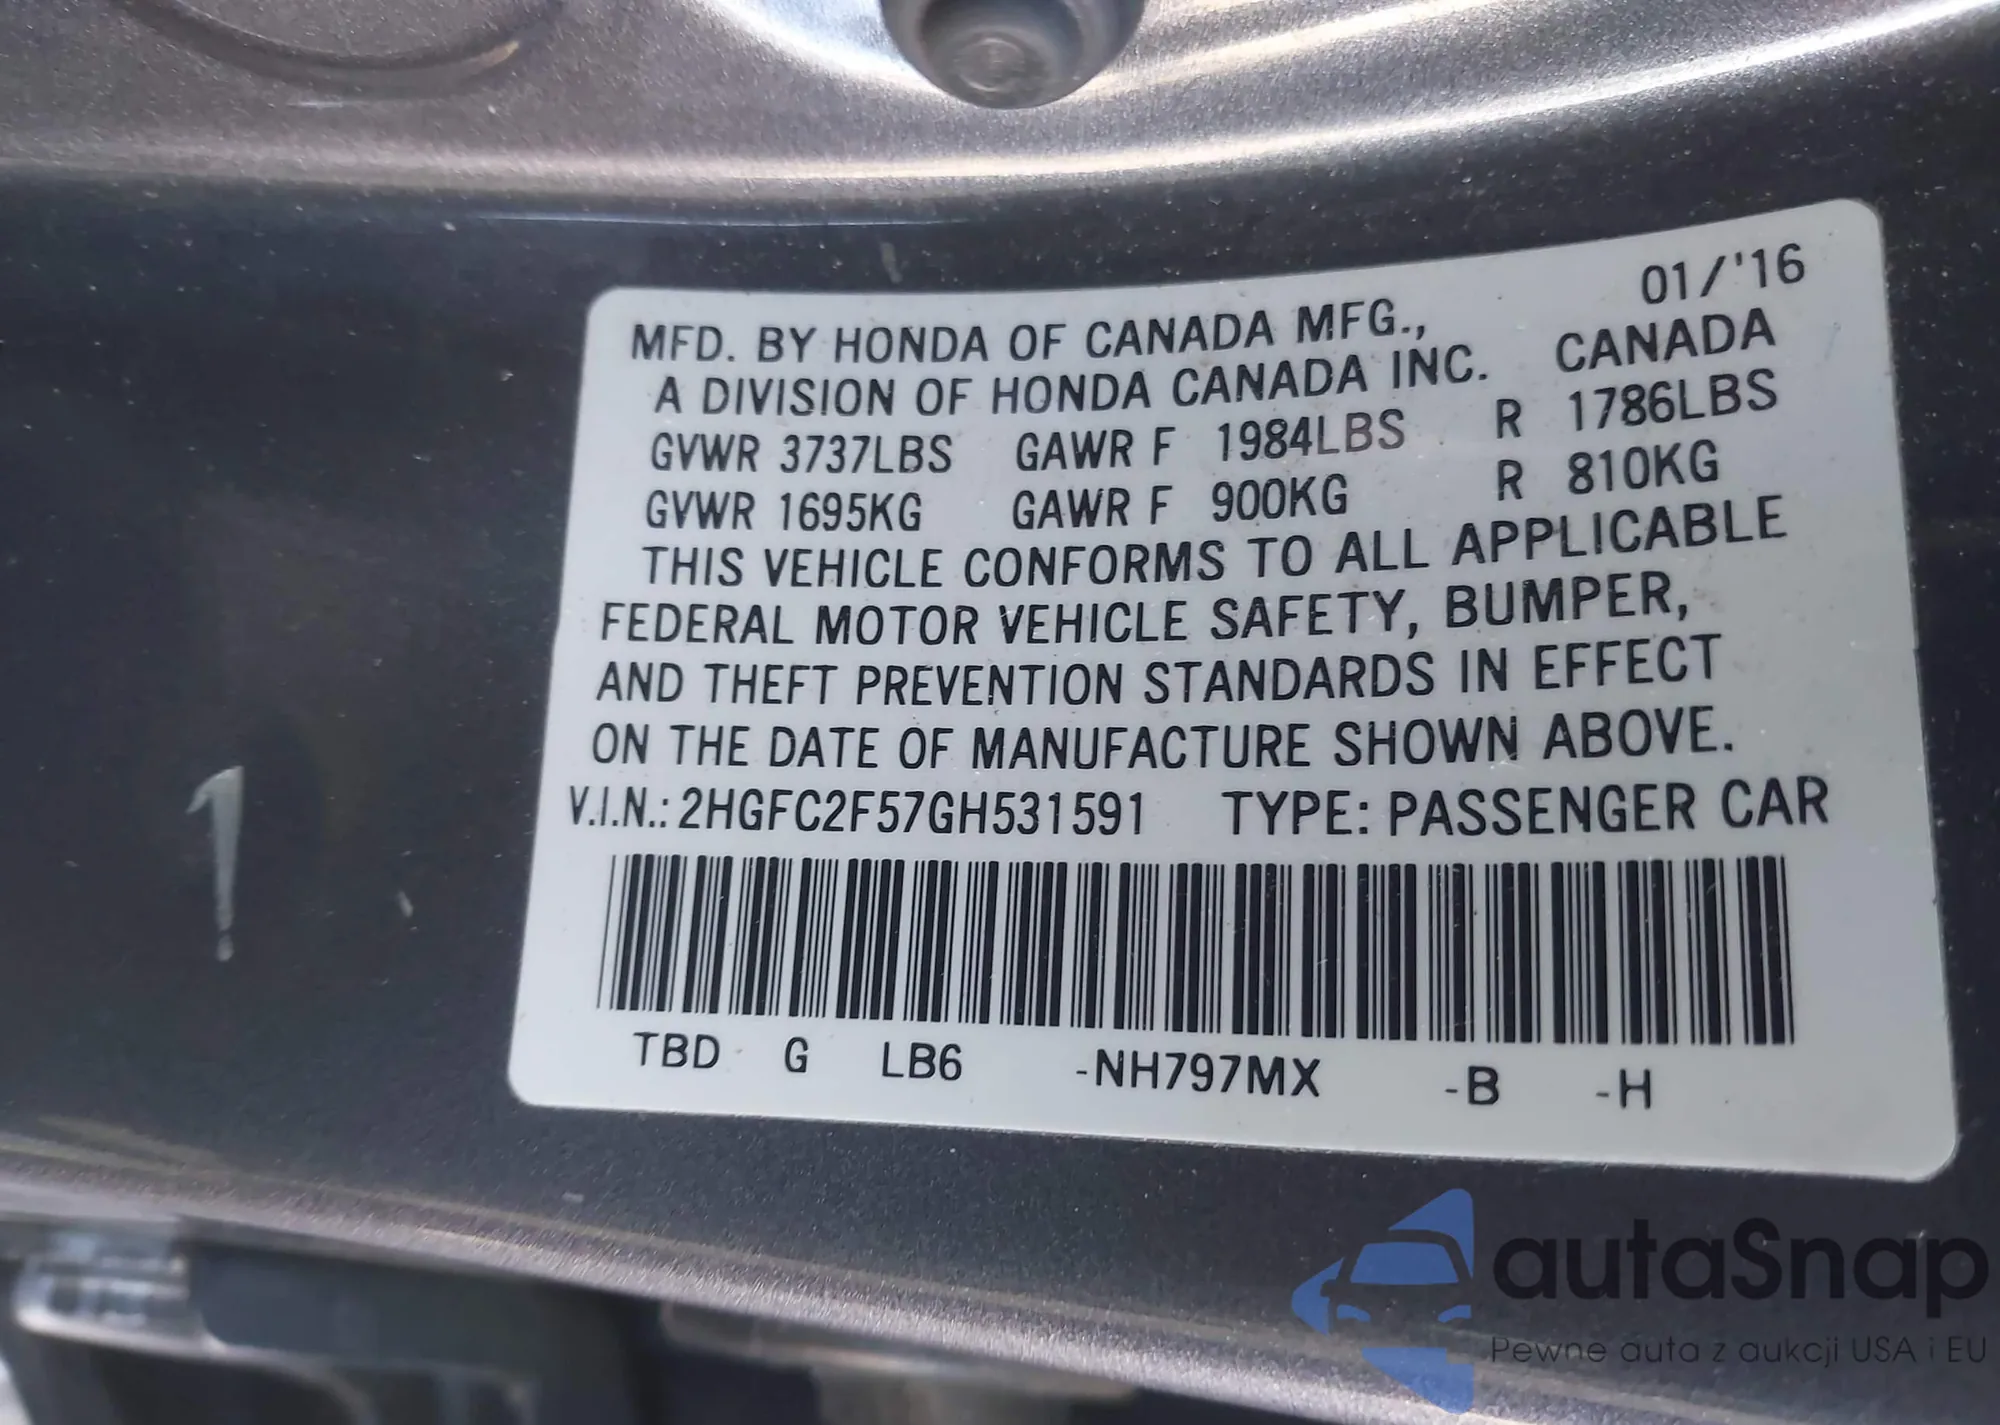 01/'16
MFD. BY HONDA OF CANADA MFG.,
A DIVISION OF HONDA CANADA INC. CANADA
GVWR 3737LBS GAWR F 1984LBS R 1786LBS
GVWR 1695KG GAWR F 900KG R 810KG
THIS VEHICLE CONFORMS TO ALL APPLICABLE
FEDERAL MOTOR VEHICLE SAFETY, BUMPER,
AND THEFT PREVENTION STANDARDS IN EFFECT
ON THE DATE OF MANUFACTURE SHOWN ABOVE.
V.I.N.: 2HGFC2F57GH531591 TYPE: PASSENGER CAR
TBD G LB6 -NH797MX -B -H
1
autaSnap
Pewne auta z aukcji USA i EU